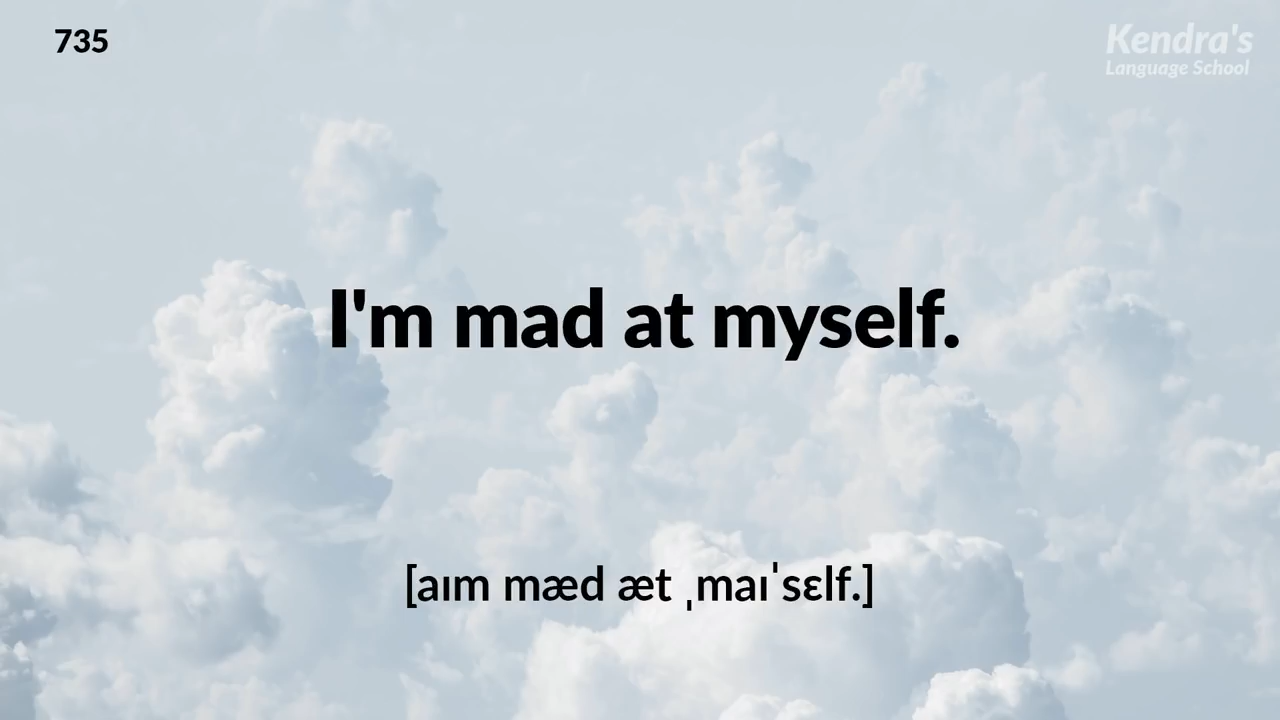 735
Kendra's
Language School
I'm mad at myself.
[aɪm mæd æt ˌmaɪˈsɛlf.]